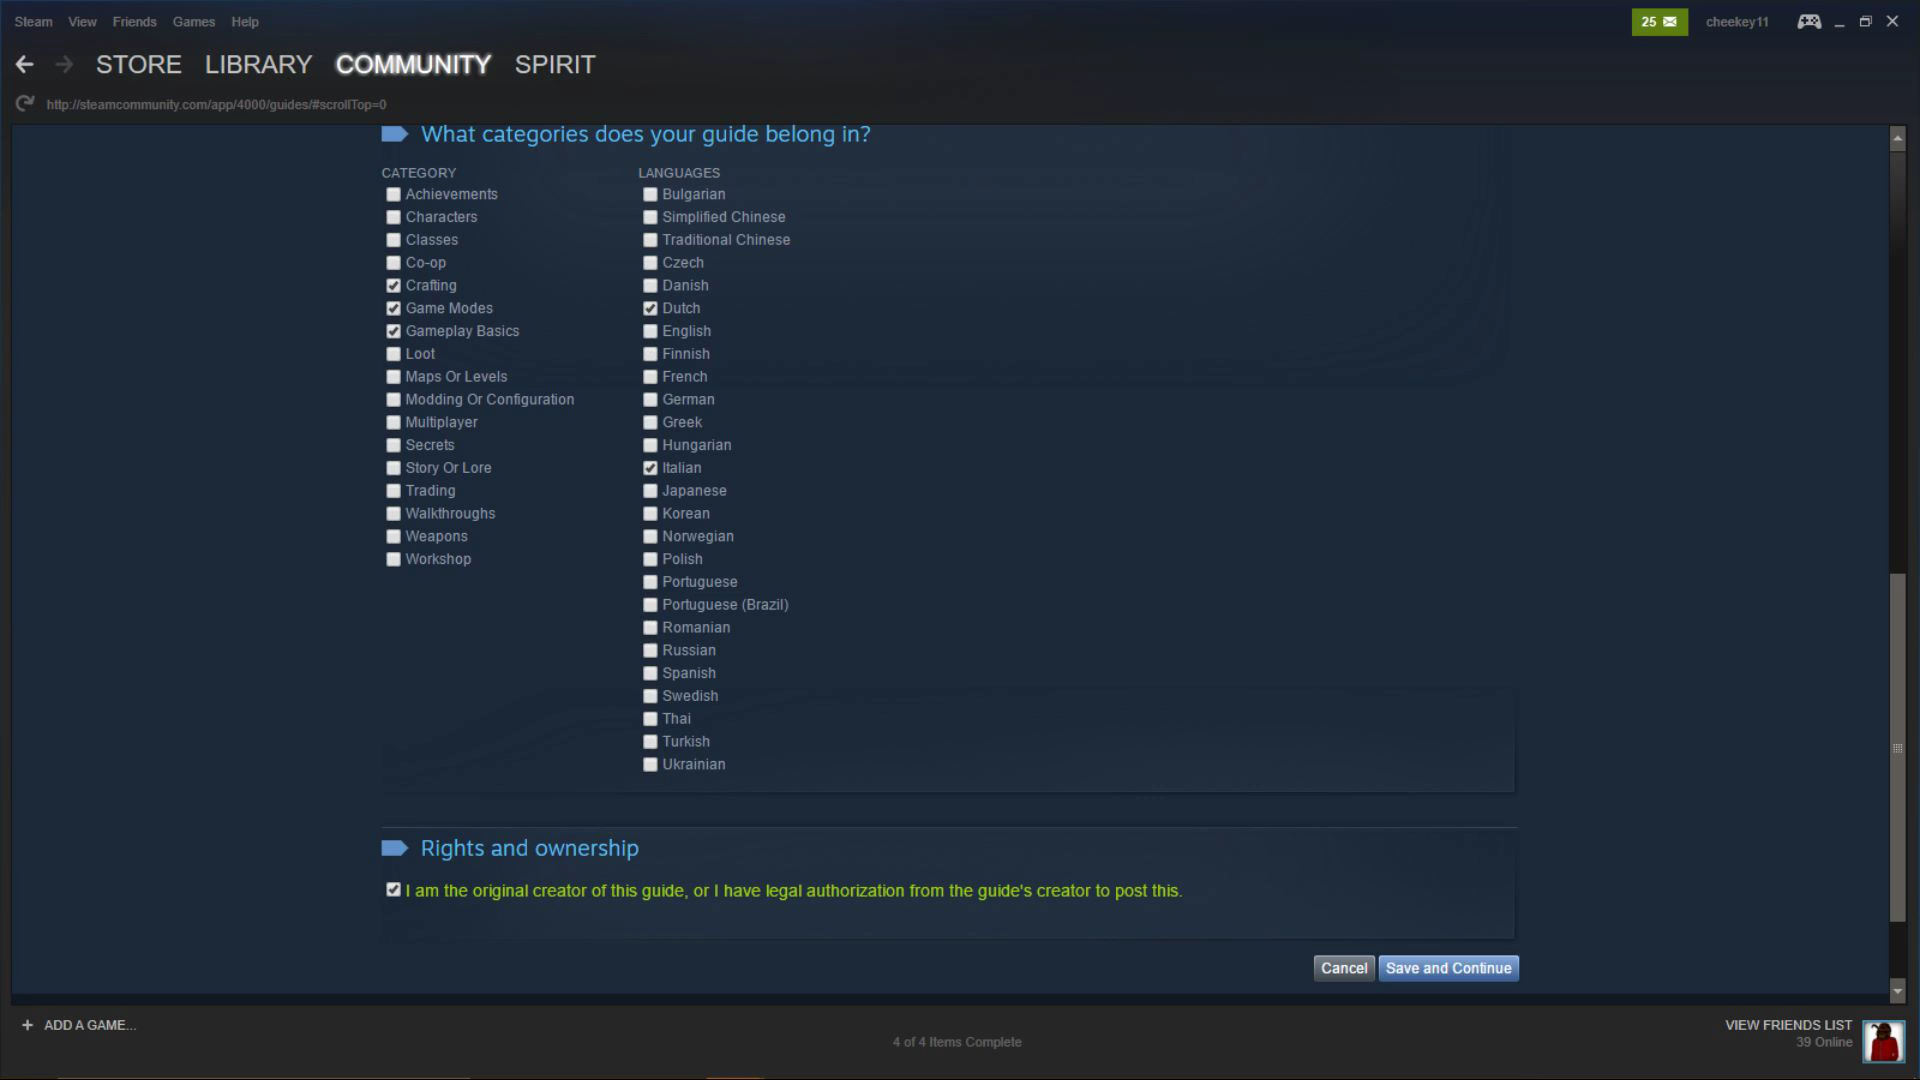 Steam View Friends Games Help
25
cheekey11
STORE LIBRARY COMMUNITY SPIRIT
http://steamcommunity.com/app/4000/guides/#scrollTop=0
What categories does your guide belong in?
CATEGORY
Achievements
Characters
Classes
Co-op
Crafting
Game Modes
Gameplay Basics
Loot
Maps Or Levels
Modding Or Configuration
Multiplayer
Secrets
Story Or Lore
Trading
Walkthroughs
Weapons
Workshop
LANGUAGES
Bulgarian
Simplified Chinese
Traditional Chinese
Czech
Danish
Dutch
English
Finnish
French
German
Greek
Hungarian
Italian
Japanese
Korean
Norwegian
Polish
Portuguese
Portuguese (Brazil)
Romanian
Russian
Spanish
Swedish
Thai
Turkish
Ukrainian
Rights and ownership
I am the original creator of this guide, or I have legal authorization from the guide's creator to post this.
Cancel Save and Continue
+ ADD A GAME...
4 of 4 Items Complete
VIEW FRIENDS LIST
39 Online